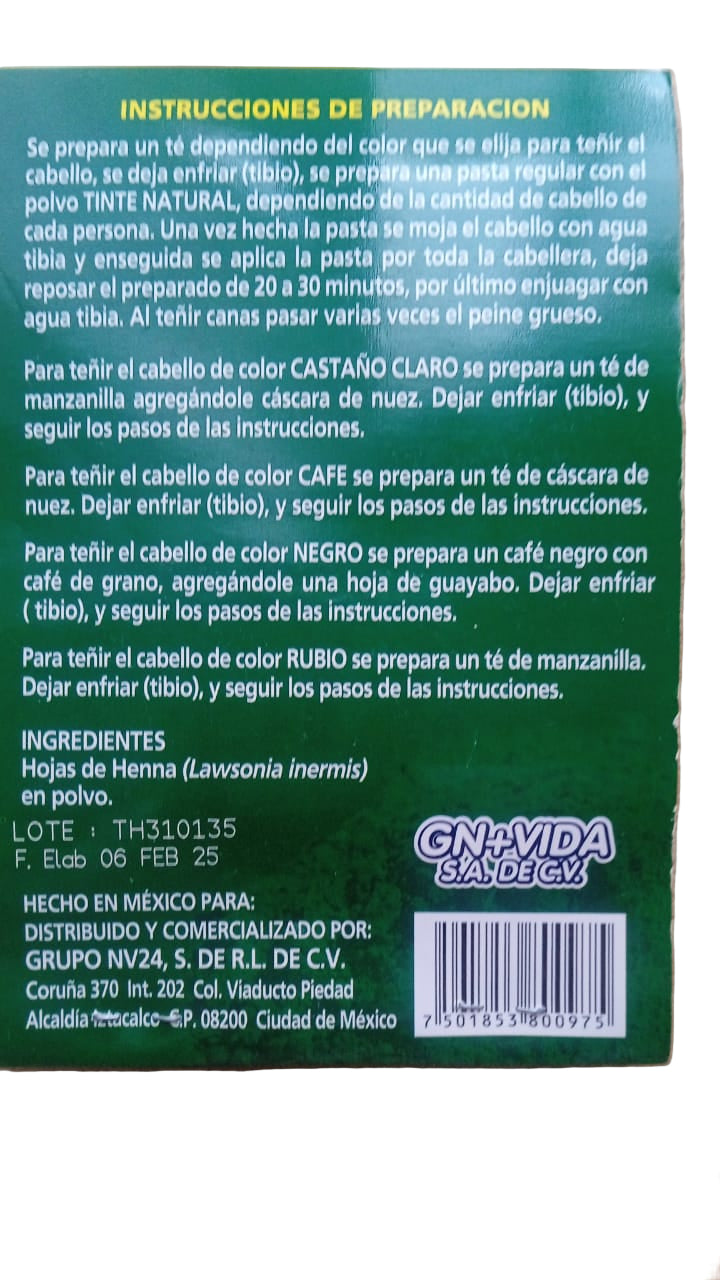 INSTRUCCIONES DE PREPARACION
Se prepara un té dependiendo del color que se elija para teñir el
cabello, se deja enfriar (tibio), se prepara una pasta regular con el
polvo TINTE NATURAL, dependiendo de la cantidad de cabello de
cada persona. Una vez hecha la pasta se moja el cabello con agua
tibia y enseguida se aplica la pasta por toda la cabellera, deja
reposar el preparado de 20 a 30 minutos, por último enjuagar con
agua tibia. Al teñir canas pasar varias veces el peine grueso.
Para teñir el cabello de color CASTAÑO CLARO se prepara un té de
manzanilla agregándole cáscara de nuez. Dejar enfriar (tibio), y
seguir los pasos de las instrucciones.
Para teñir el cabello de color CAFE se prepara un té de cáscara de
nuez. Dejar enfriar (tibio), y seguir los pasos de las instrucciones.
Para teñir el cabello de color NEGRO se prepara un café negro con
café de grano, agregándole una hoja de guayabo. Dejar enfriar
( tibio), y seguir los pasos de las instrucciones.
Para teñir el cabello de color RUBIO se prepara un té de manzanilla.
Dejar enfriar (tibio), y seguir los pasos de las instrucciones.
INGREDIENTES
Hojas de Henna (Lawsonia inermis)
en polvo.
LOTE : TH310135
F. Elab 06 FEB 25
GN+VIDA
S.A. DE C.V.
HECHO EN MÉXICO PARA:
DISTRIBUIDO Y COMERCIALIZADO POR:
GRUPO NV24, S. DE R.L. DE C.V.
Coruña 370 Int. 202 Col. Viaducto Piedad
Alcaldía 08200 Ciudad de México
7 501853 800975